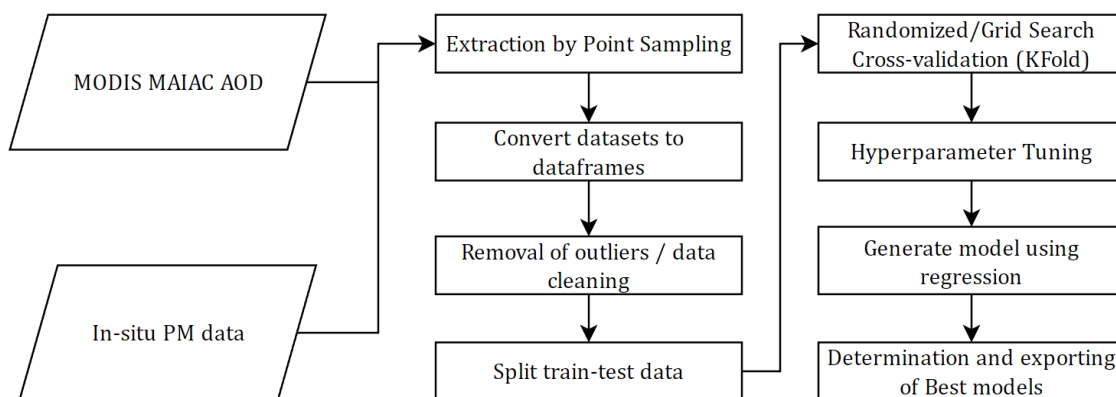 MODIS MAIAC AOD
In-situ PM data
Extraction by Point Sampling
Convert datasets to
dataframes
Removal of outliers / data
cleaning
Split train-test data
Randomized/Grid Search
Cross-validation (KFold)
Hyperparameter Tuning
Generate model using
regression
Determination and exporting
of Best models